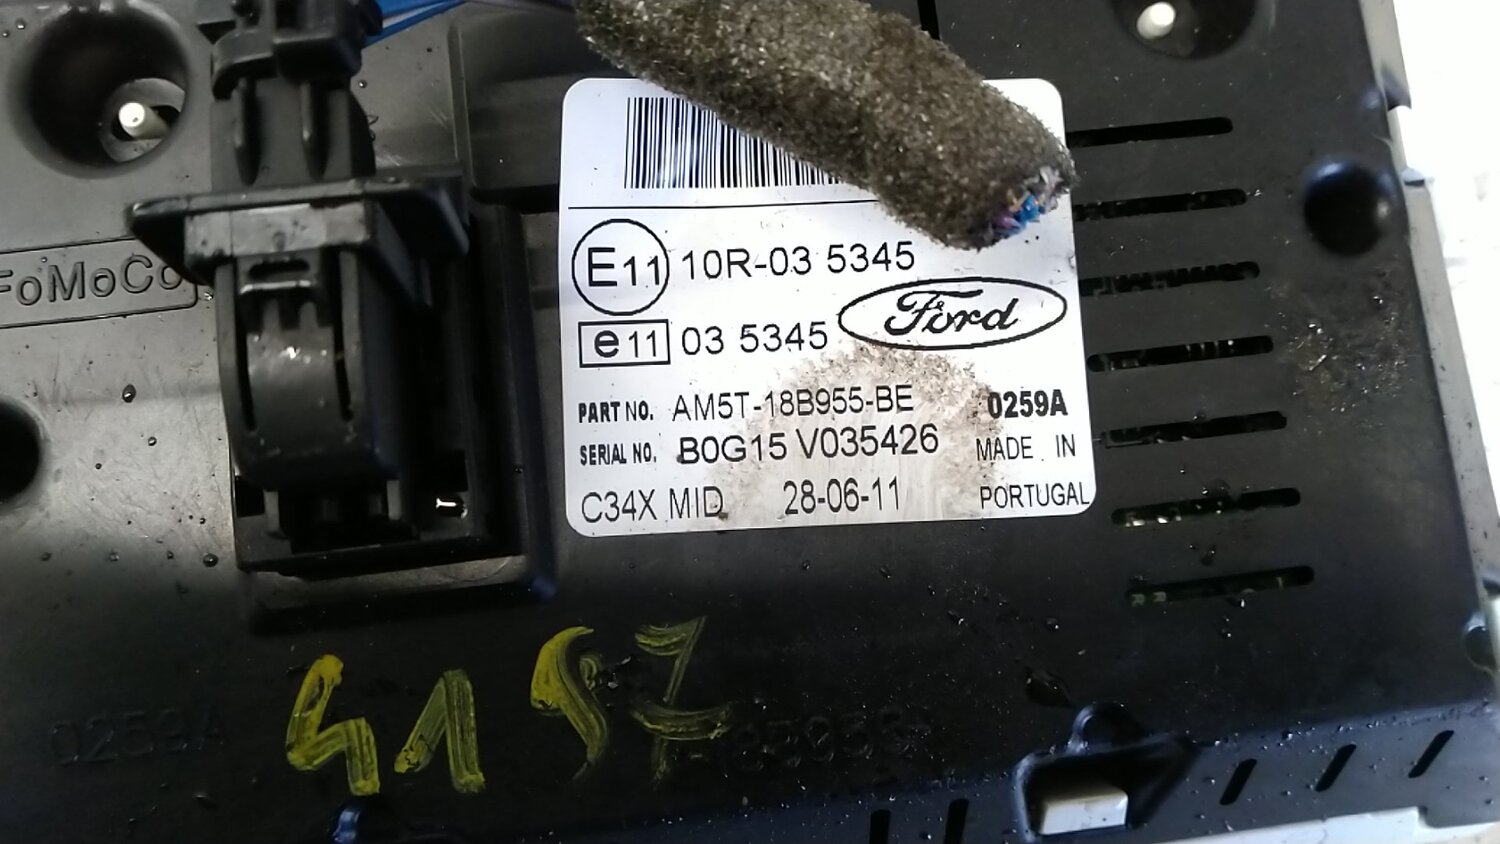 FoMoCo
E11 10R-03 5345
e11 03 5345
Ford
PART NO. AM5T-18B955-BE 0259A
SERIAL NO. B0G15 V035426 MADE IN
C34X MID 28-06-11 PORTUGAL
4197
0259A